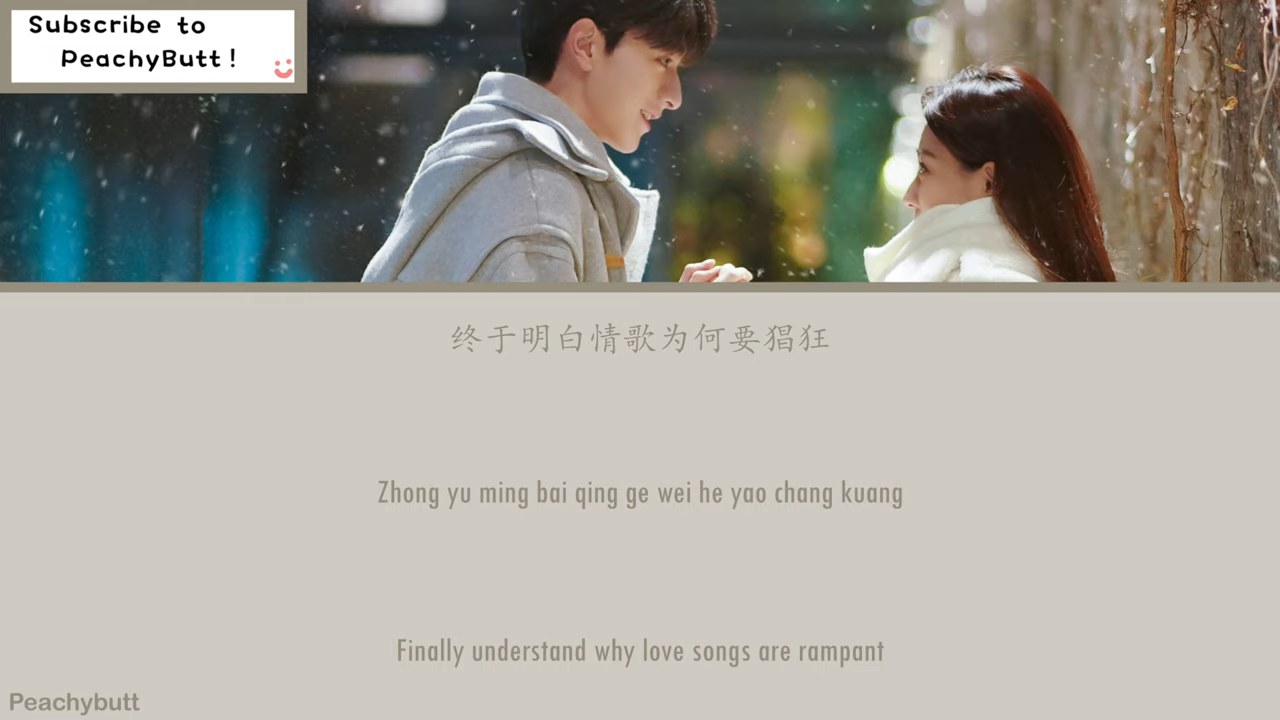 Subscribe to
PeachyButt!
终于明白情歌为何要猖狂
Zhong yu ming bai qing ge wei he yao chang kuang
Finally understand why love songs are rampant
Peachybutt